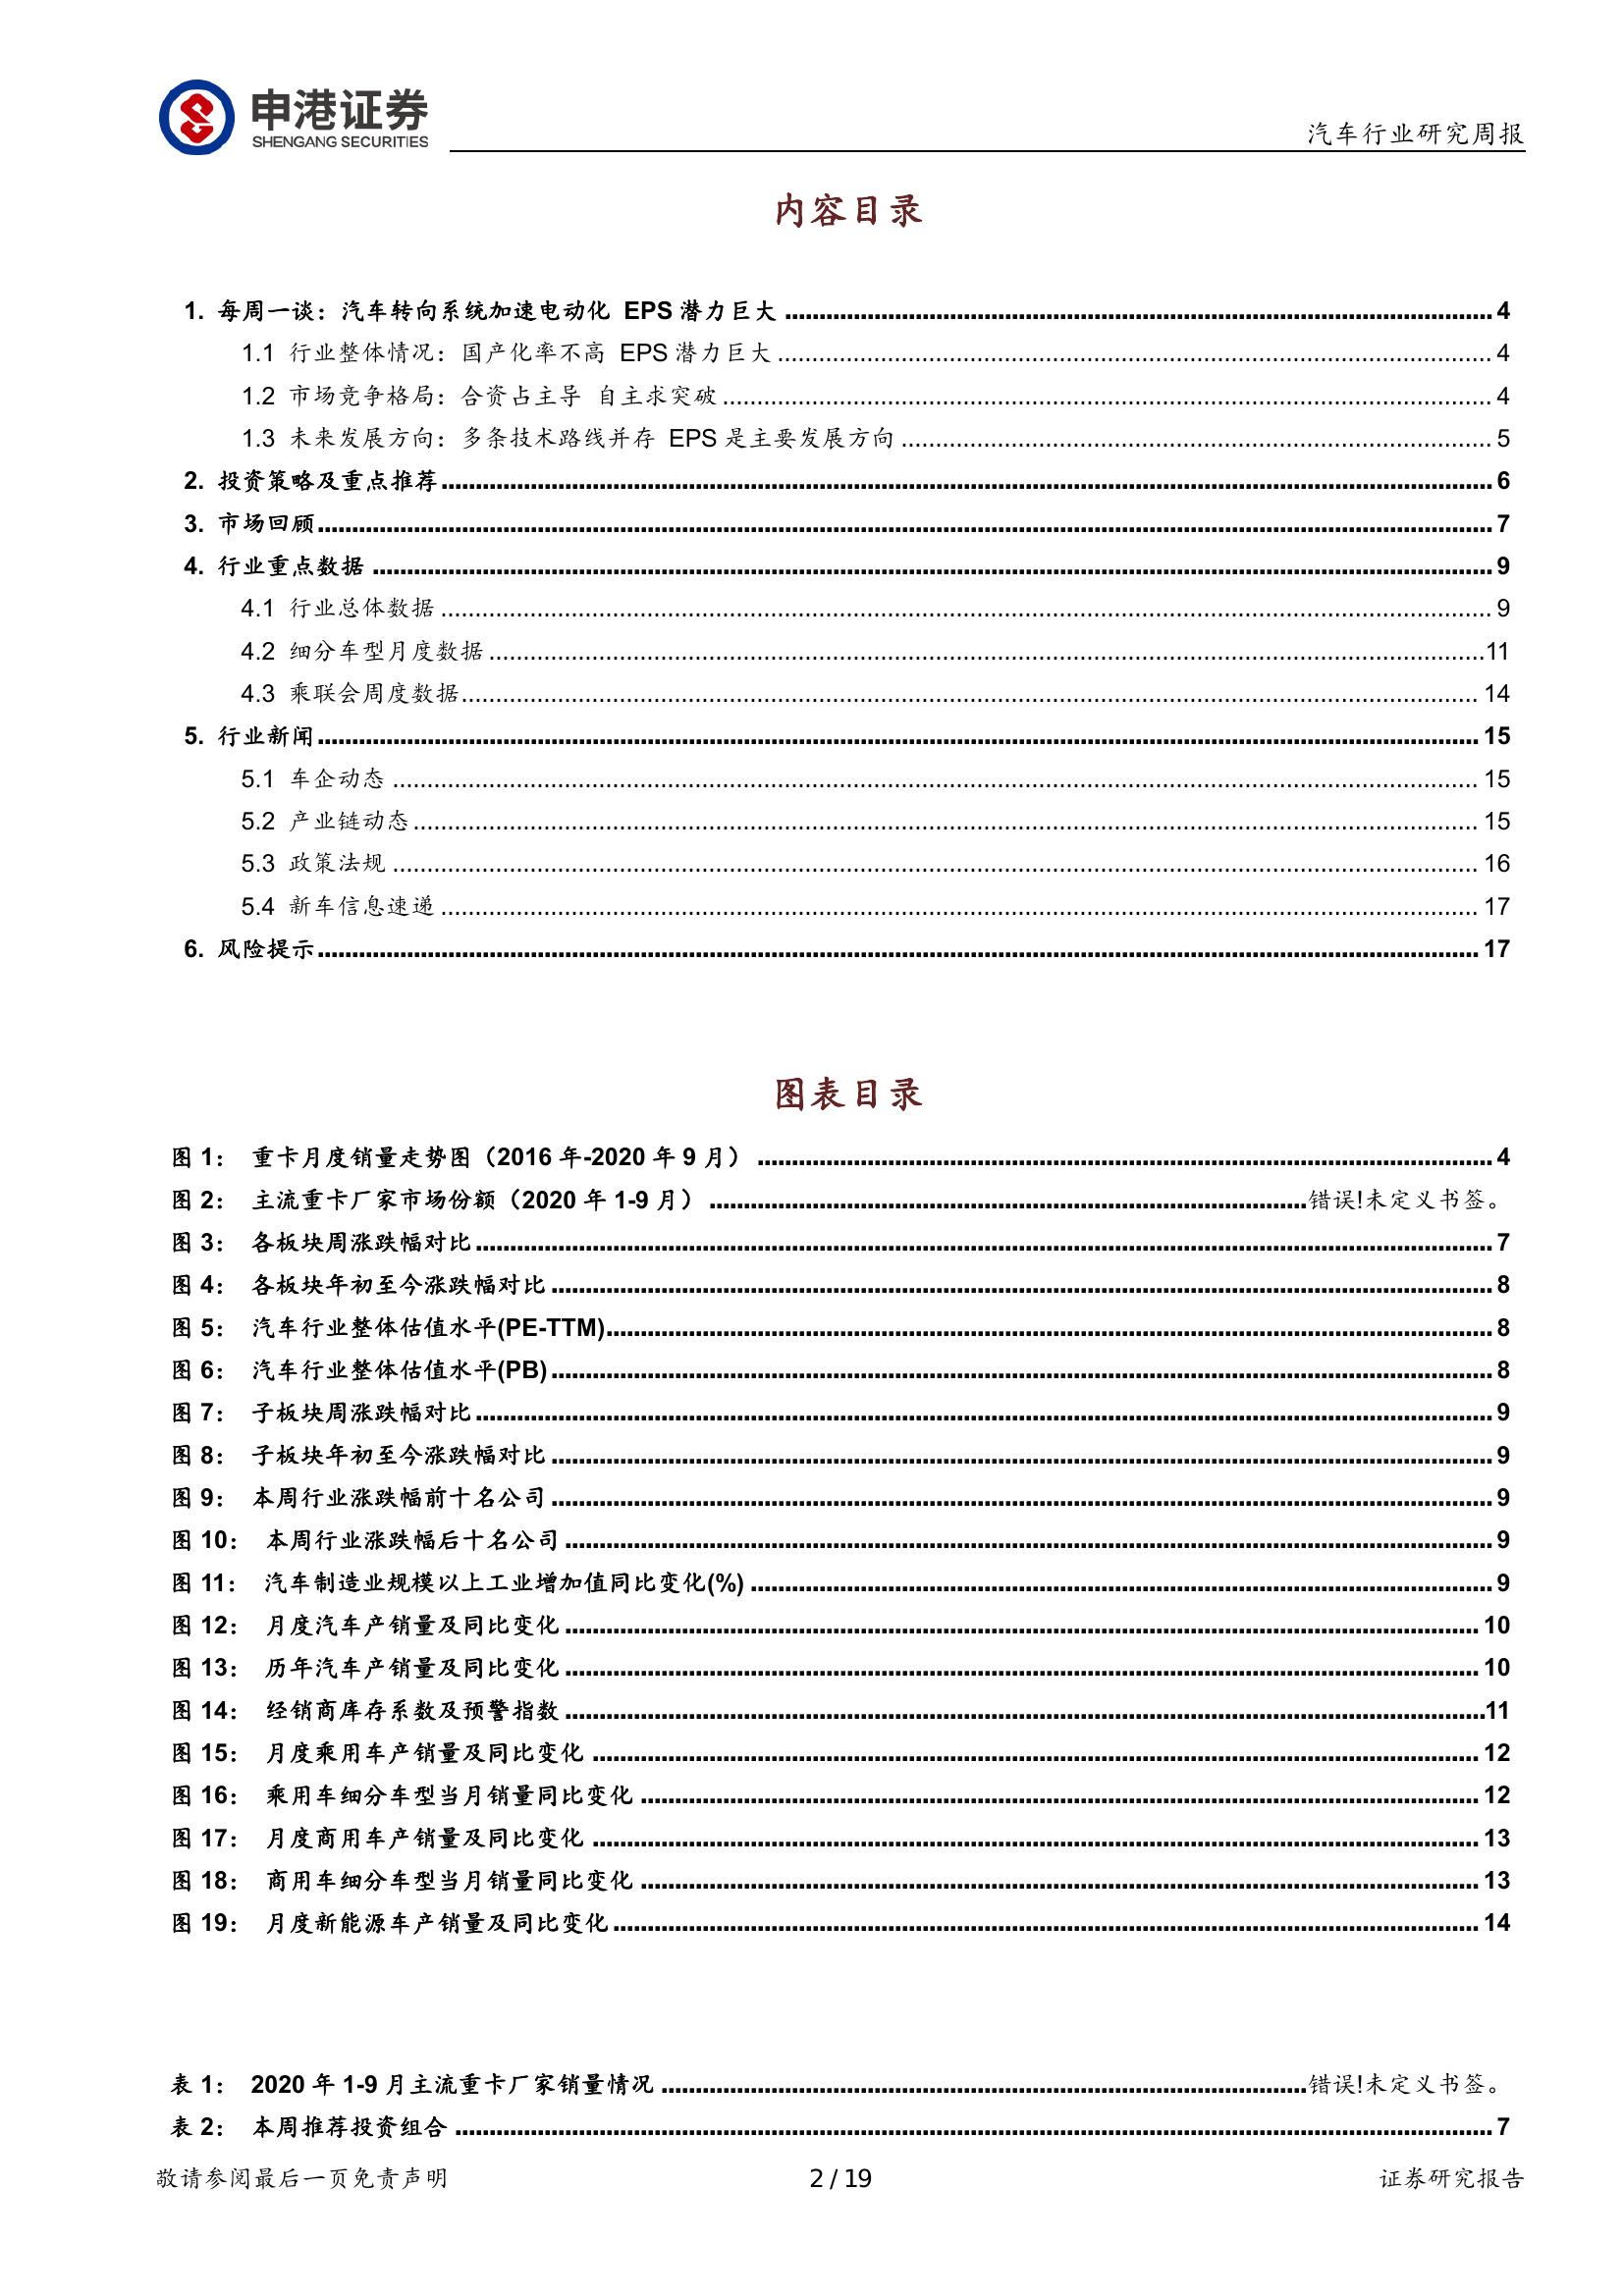 申港证券
SHENGANG SECURITIES
汽车行业研究周报
内容目录
1. 每周一谈：汽车转向系统加速电动化 EPS 潜力巨大 4
1.1 行业整体情况：国产化率不高 EPS 潜力巨大 4
1.2 市场竞争格局：合资占主导 自主求突破 4
1.3 未来发展方向：多条技术路线并存 EPS 是主要发展方向 5
2. 投资策略及重点推荐 6
3. 市场回顾 7
4. 行业重点数据 9
4.1 行业总体数据 9
4.2 细分车型月度数据 11
4.3 乘联会周度数据 14
5. 行业新闻 15
5.1 车企动态 15
5.2 产业链动态 15
5.3 政策法规 16
5.4 新车信息速递 17
6. 风险提示 17
图表目录
图 1： 重卡月度销量走势图（2016 年-2020 年 9 月） 4
图 2： 主流重卡厂家市场份额（2020 年 1-9 月） 错误!未定义书签。
图 3： 各板块周涨跌幅对比 7
图 4： 各板块年初至今涨跌幅对比 8
图 5： 汽车行业整体估值水平(PE-TTM) 8
图 6： 汽车行业整体估值水平(PB) 8
图 7： 子板块周涨跌幅对比 9
图 8： 子板块年初至今涨跌幅对比 9
图 9： 本周行业涨跌幅前十名公司 9
图 10： 本周行业涨跌幅后十名公司 9
图 11： 汽车制造业规模以上工业增加值同比变化(%) 9
图 12： 月度汽车产销量及同比变化 10
图 13： 历年汽车产销量及同比变化 10
图 14： 经销商库存系数及预警指数 11
图 15： 月度乘用车产销量及同比变化 12
图 16： 乘用车细分车型当月销量同比变化 12
图 17： 月度商用车产销量及同比变化 13
图 18： 商用车细分车型当月销量同比变化 13
图 19： 月度新能源车产销量及同比变化 14
表 1： 2020 年 1-9 月主流重卡厂家销量情况 错误!未定义书签。
表 2： 本周推荐投资组合 7
敬请参阅最后一页免责声明
2 / 19
证券研究报告